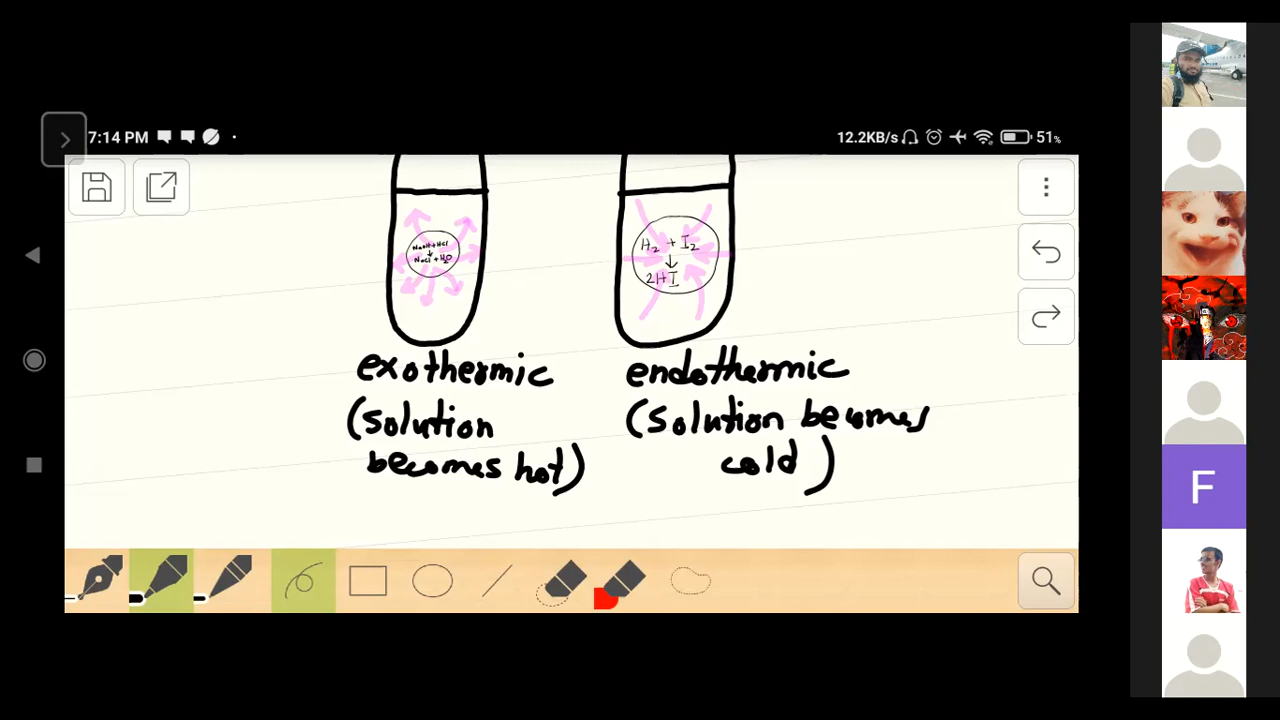 7:14 PM
12.2KB/s 51%
NaOH+HCl
↓
NaCl + H₂O
H₂ + I₂
↓
2HI
exothermic
(solution
becomes hot)
endothermic
(solution becomes
cold)
F